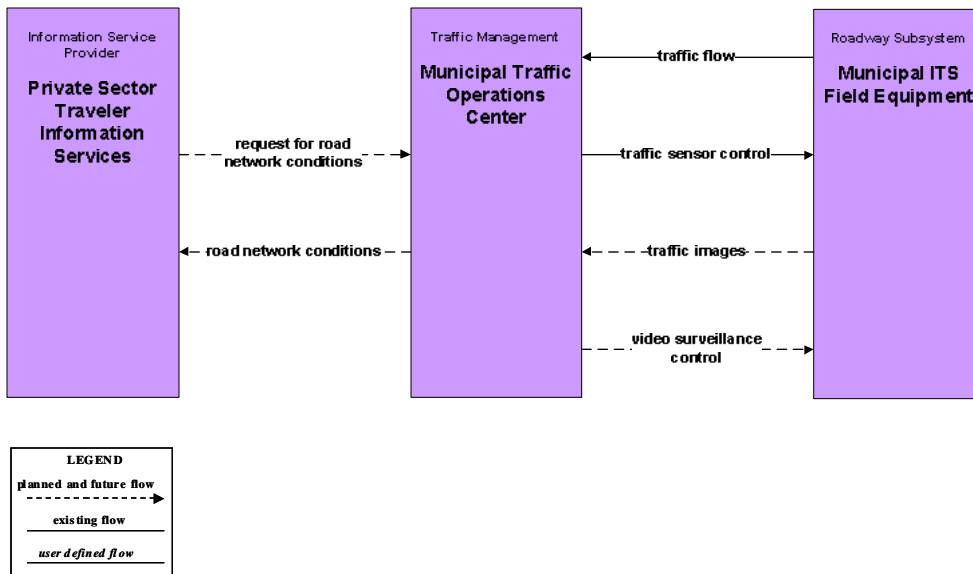 Information Service
Provider
Private Sector
Traveler
Information
Services
request for road
network conditions
road network conditions
Traffic Management
Municipal Traffic
Operations
Center
traffic flow
traffic sensor control
traffic images
video surveillance
control
Roadway Subsystem
Municipal ITS
Field Equipment
LEGEND
planned and future flow
existing flow
user defined flow